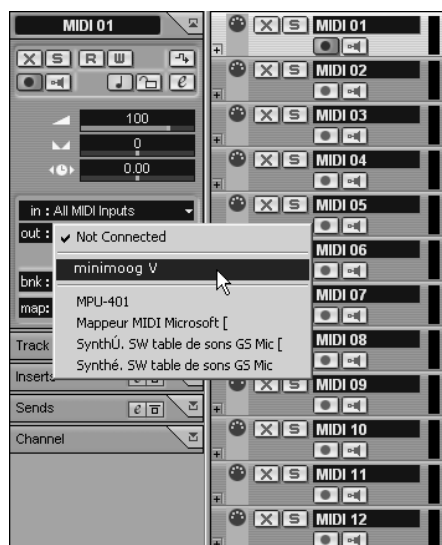 MIDI 01
X S R W
e
100
0
0.00
in : All MIDI Inputs
out :
bnk :
map:
✓ Not Connected
minimoog V
MPU-401
Mappeur MIDI Microsoft [
SynthÚ. SW table de sons GS Mic [
Synthé. SW table de sons GS Mic
Track
Inserts
e
Sends
e
Channel
X S MIDI 01
X S MIDI 02
X S MIDI 03
X S MIDI 04
X S MIDI 05
MIDI 06
MIDI 07
MIDI 08
X S MIDI 09
X S MIDI 10
X S MIDI 11
X S MIDI 12